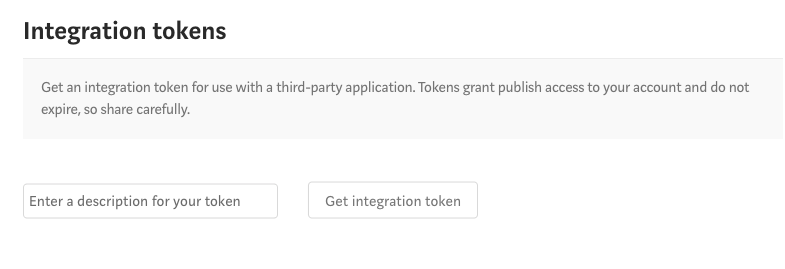 Integration tokens
Get an integration token for use with a third-party application. Tokens grant publish access to your account and do not
expire, so share carefully.
Enter a description for your token
Get integration token